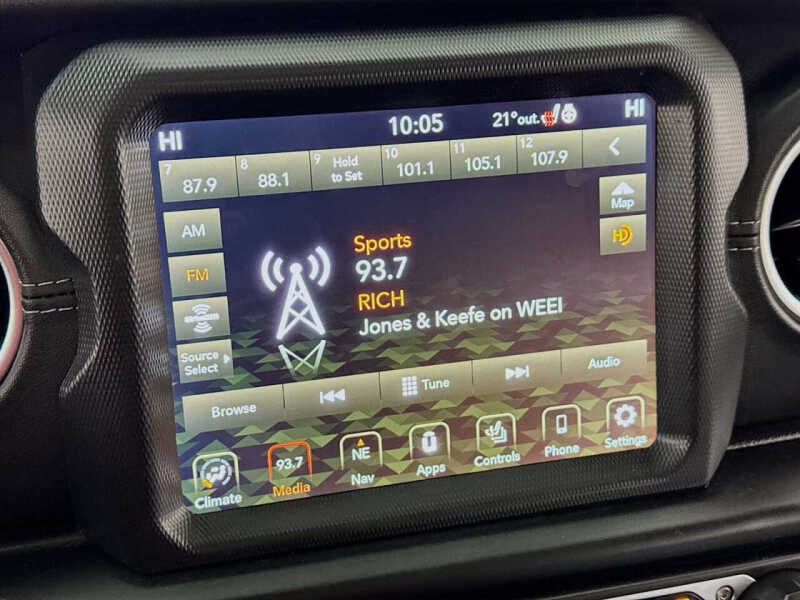 HI
10:05
21°out.
HI
7
87.9
8
88.1
9
Hold
to Set
10
101.1
11
105.1
12
107.9
Map
AM
HD
FM
Sports
93.7
RICH
Jones & Keefe on WEEI
Source
Select
Browse
Tune
Audio
Climate
93.7
Media
NE
Nav
Apps
Controls
Phone
Settings